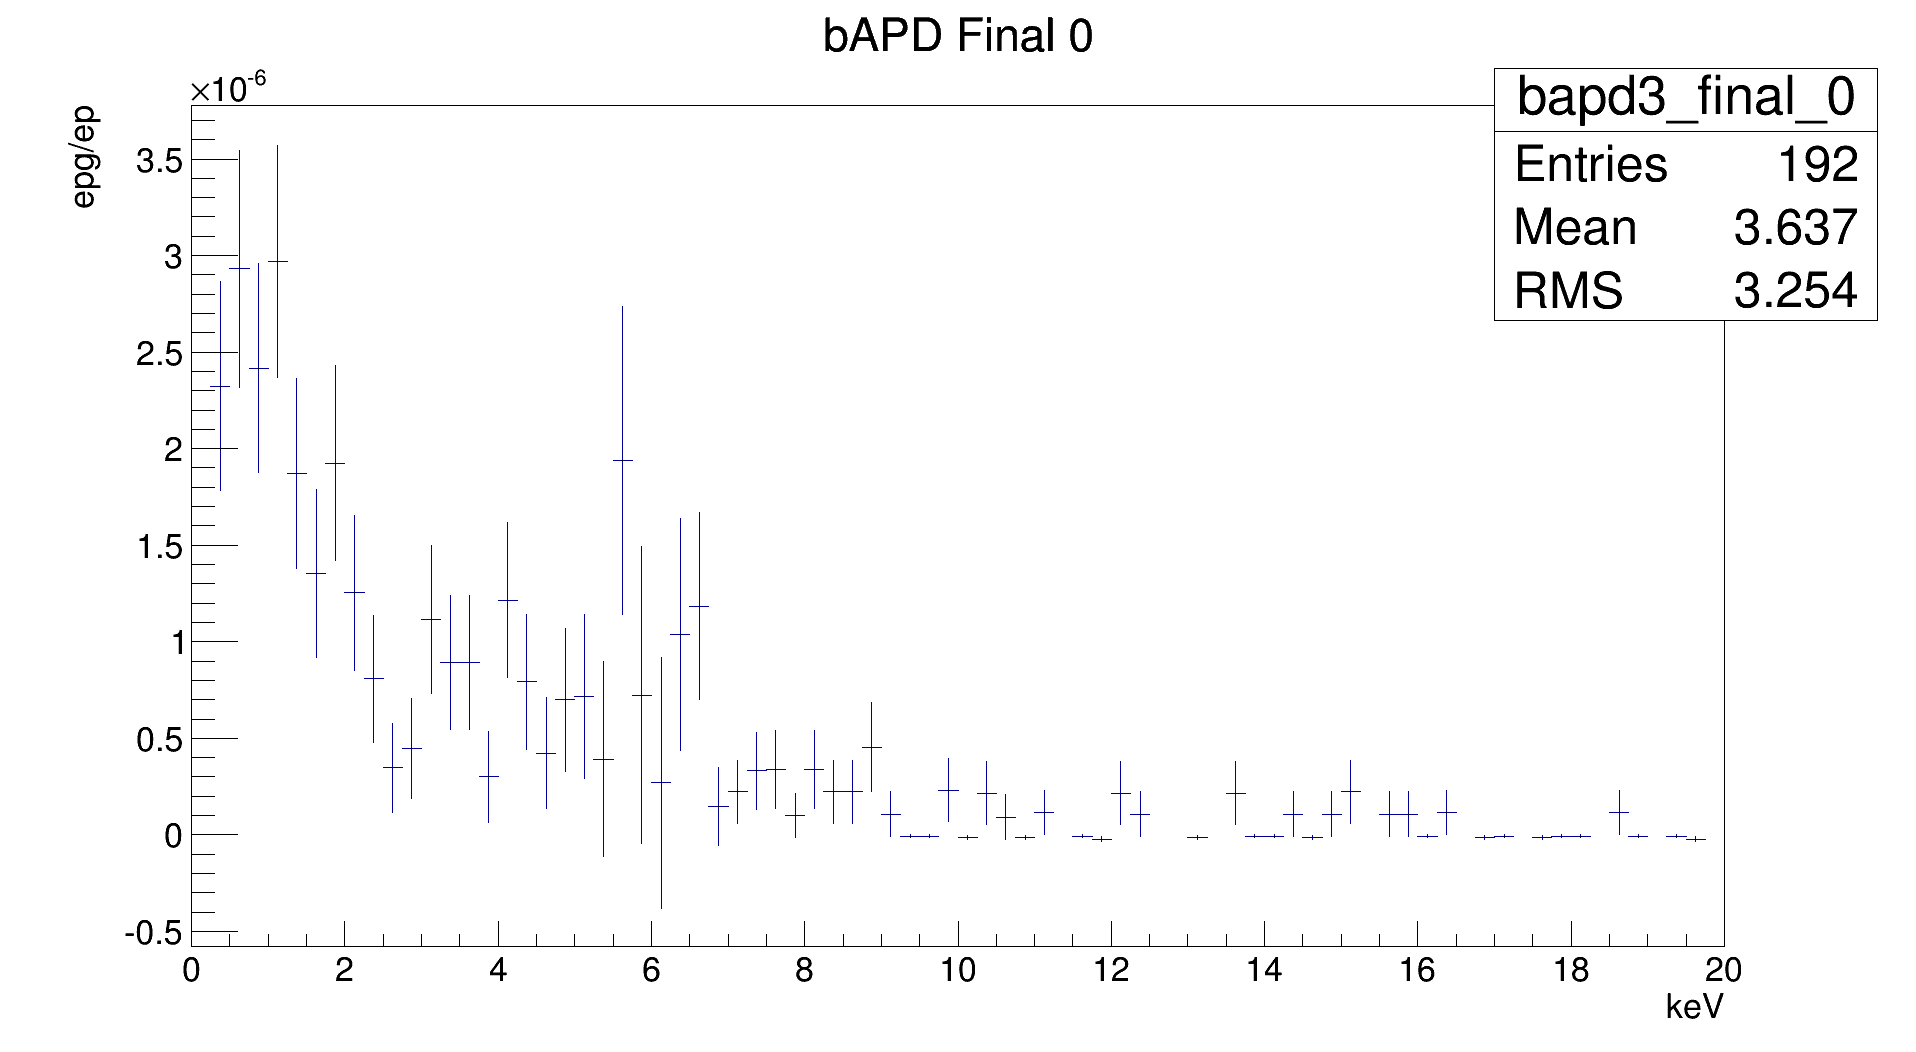 bAPD Final 0
×10-6
epg/ep
bapd3_final_0
Entries 192
Mean 3.637
RMS 3.254
3.5
3
2.5
2
1.5
1
0.5
0
-0.5
0 2 4 6 8 10 12 14 16 18 20
keV